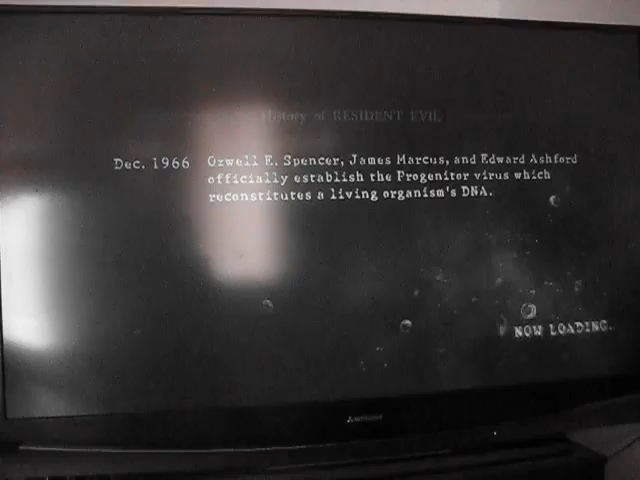 History of RESIDENT EVIL
Dec. 1966 Ozwell E. Spencer, James Marcus, and Edward Ashford
officially establish the Progenitor virus which
reconstitutes a living organism's DNA.
NOW LOADING.
MITSUBISHI